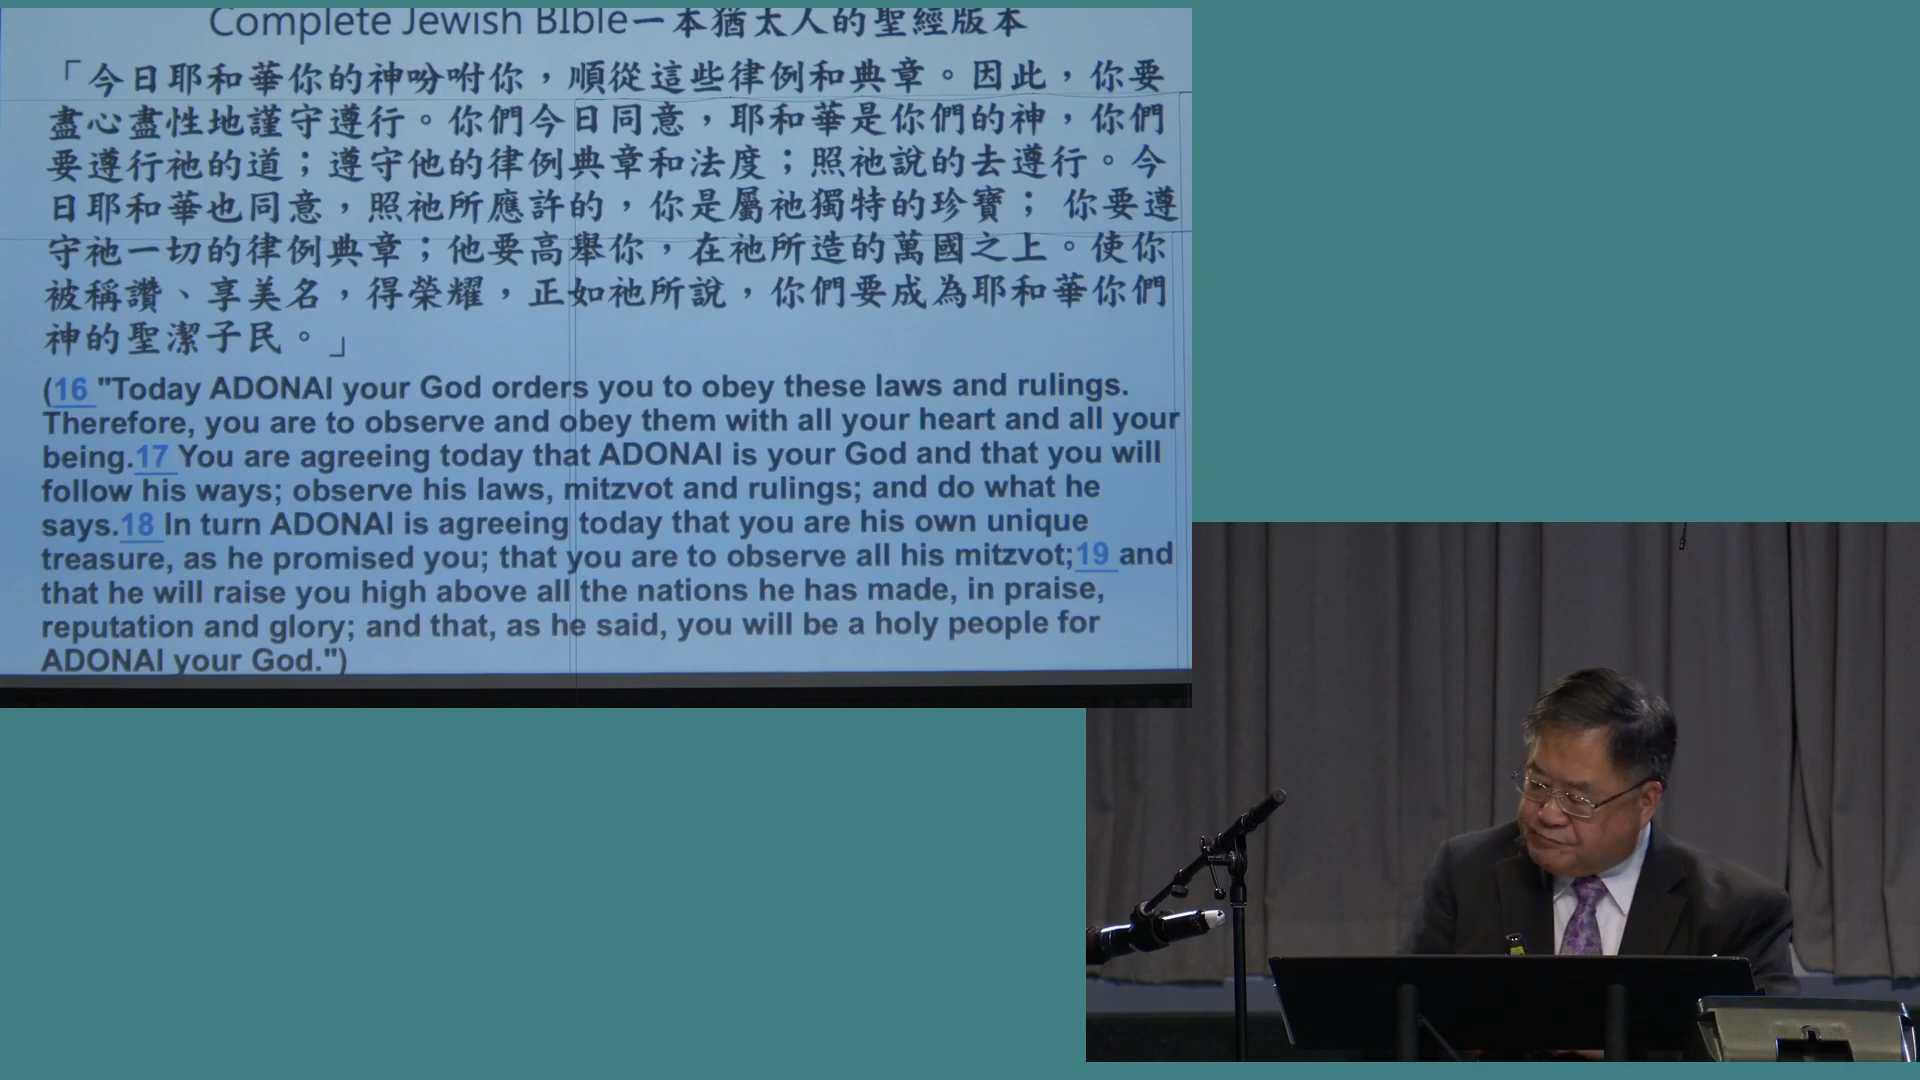 Complete Jewish BIble一本猶太人的聖經版本
「今日耶和華你的神吩咐你，順從這些律例和典章。因此，你要
盡心盡性地謹守遵行。你們今日同意，耶和華是你們的神，你們
要遵行祂的道；遵守他的律例典章和法度；照祂說的去遵行。今
日耶和華也同意，照祂所應許的，你是屬祂獨特的珍寶； 你要遵
守祂一切的律例典章；他要高舉你，在祂所造的萬國之上。使你
被稱讚、享美名，得榮耀，正如祂所說，你們要成為耶和華你們
神的聖潔子民。」
(16 "Today ADONAI your God orders you to obey these laws and rulings.
Therefore, you are to observe and obey them with all your heart and all your
being.17 You are agreeing today that ADONAI is your God and that you will
follow his ways; observe his laws, mitzvot and rulings; and do what he
says.18 In turn ADONAI is agreeing today that you are his own unique
treasure, as he promised you; that you are to observe all his mitzvot;19 and
that he will raise you high above all the nations he has made, in praise,
reputation and glory; and that, as he said, you will be a holy people for
ADONAI your God.")